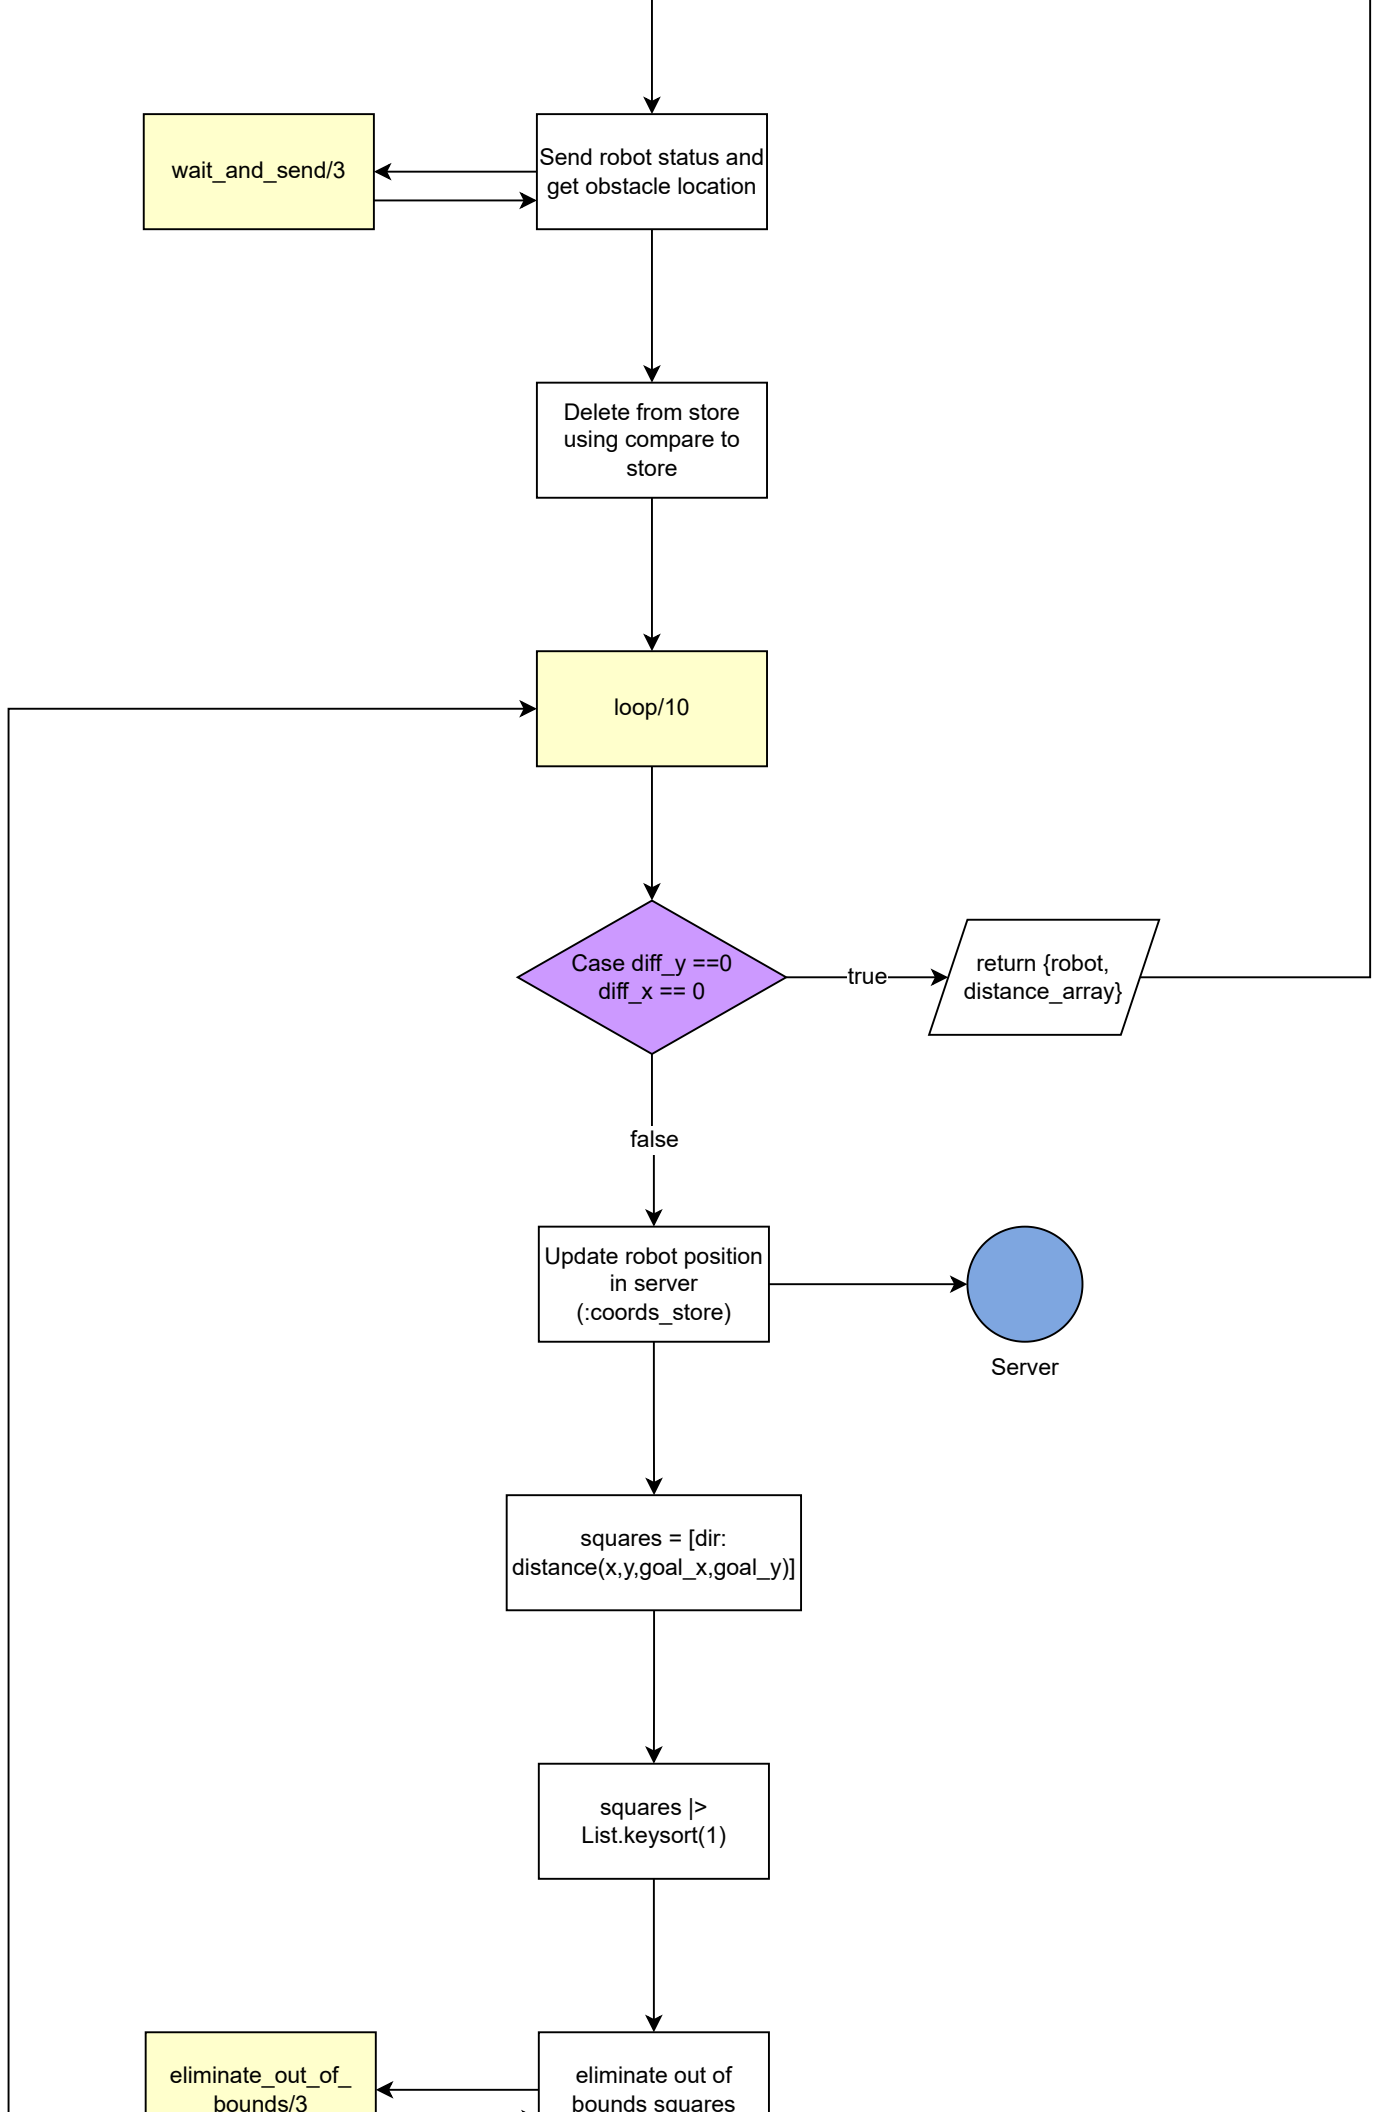 wait_and_send/3
Send robot status and
get obstacle location
Delete from store
using compare to
store
loop/10
Case diff_y ==0
diff_x == 0
true
return {robot,
distance_array}
false
Update robot position
in server
(:coords_store)
Server
squares = [dir:
distance(x,y,goal_x,goal_y)]
squares |>
List.keysort(1)
eliminate_out_of_
bounds/3
eliminate out of
bounds squares